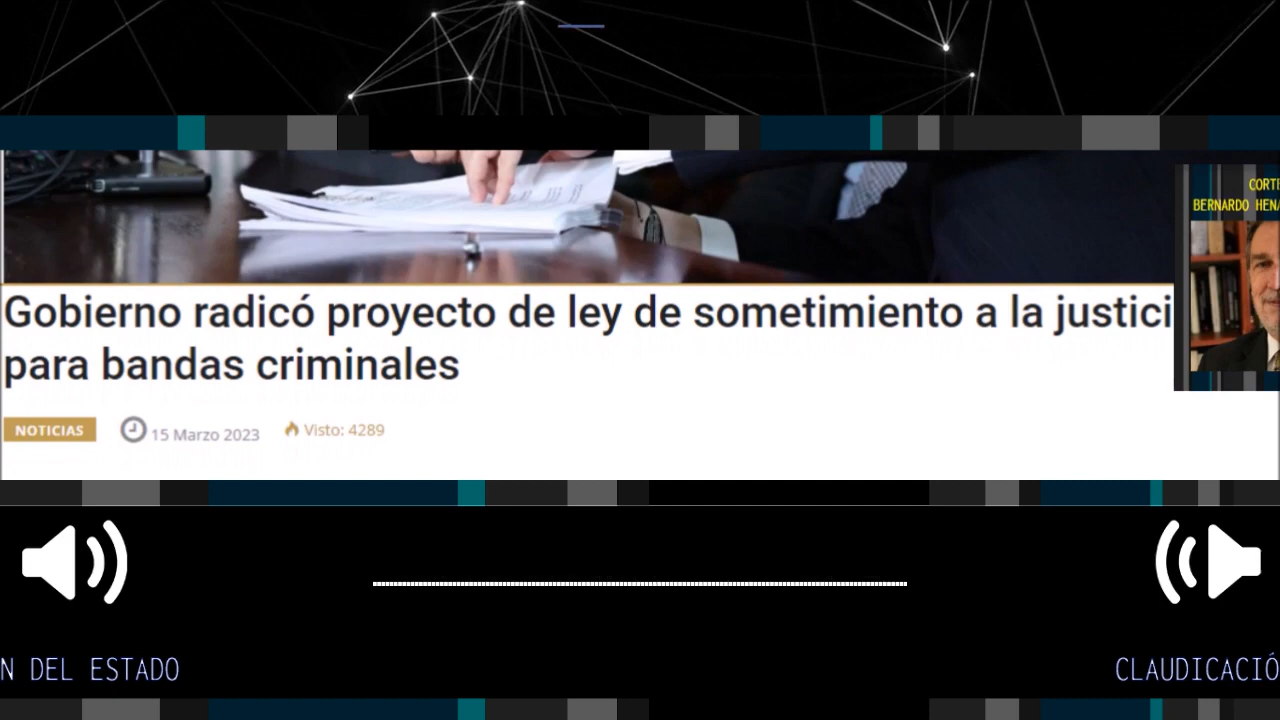 CORT
BERNARDO HENA
Gobierno radicó proyecto de ley de sometimiento a la justici
para bandas criminales
NOTICIAS 15 Marzo 2023 Visto: 4289
N DEL ESTADO CLAUDICACIÓ